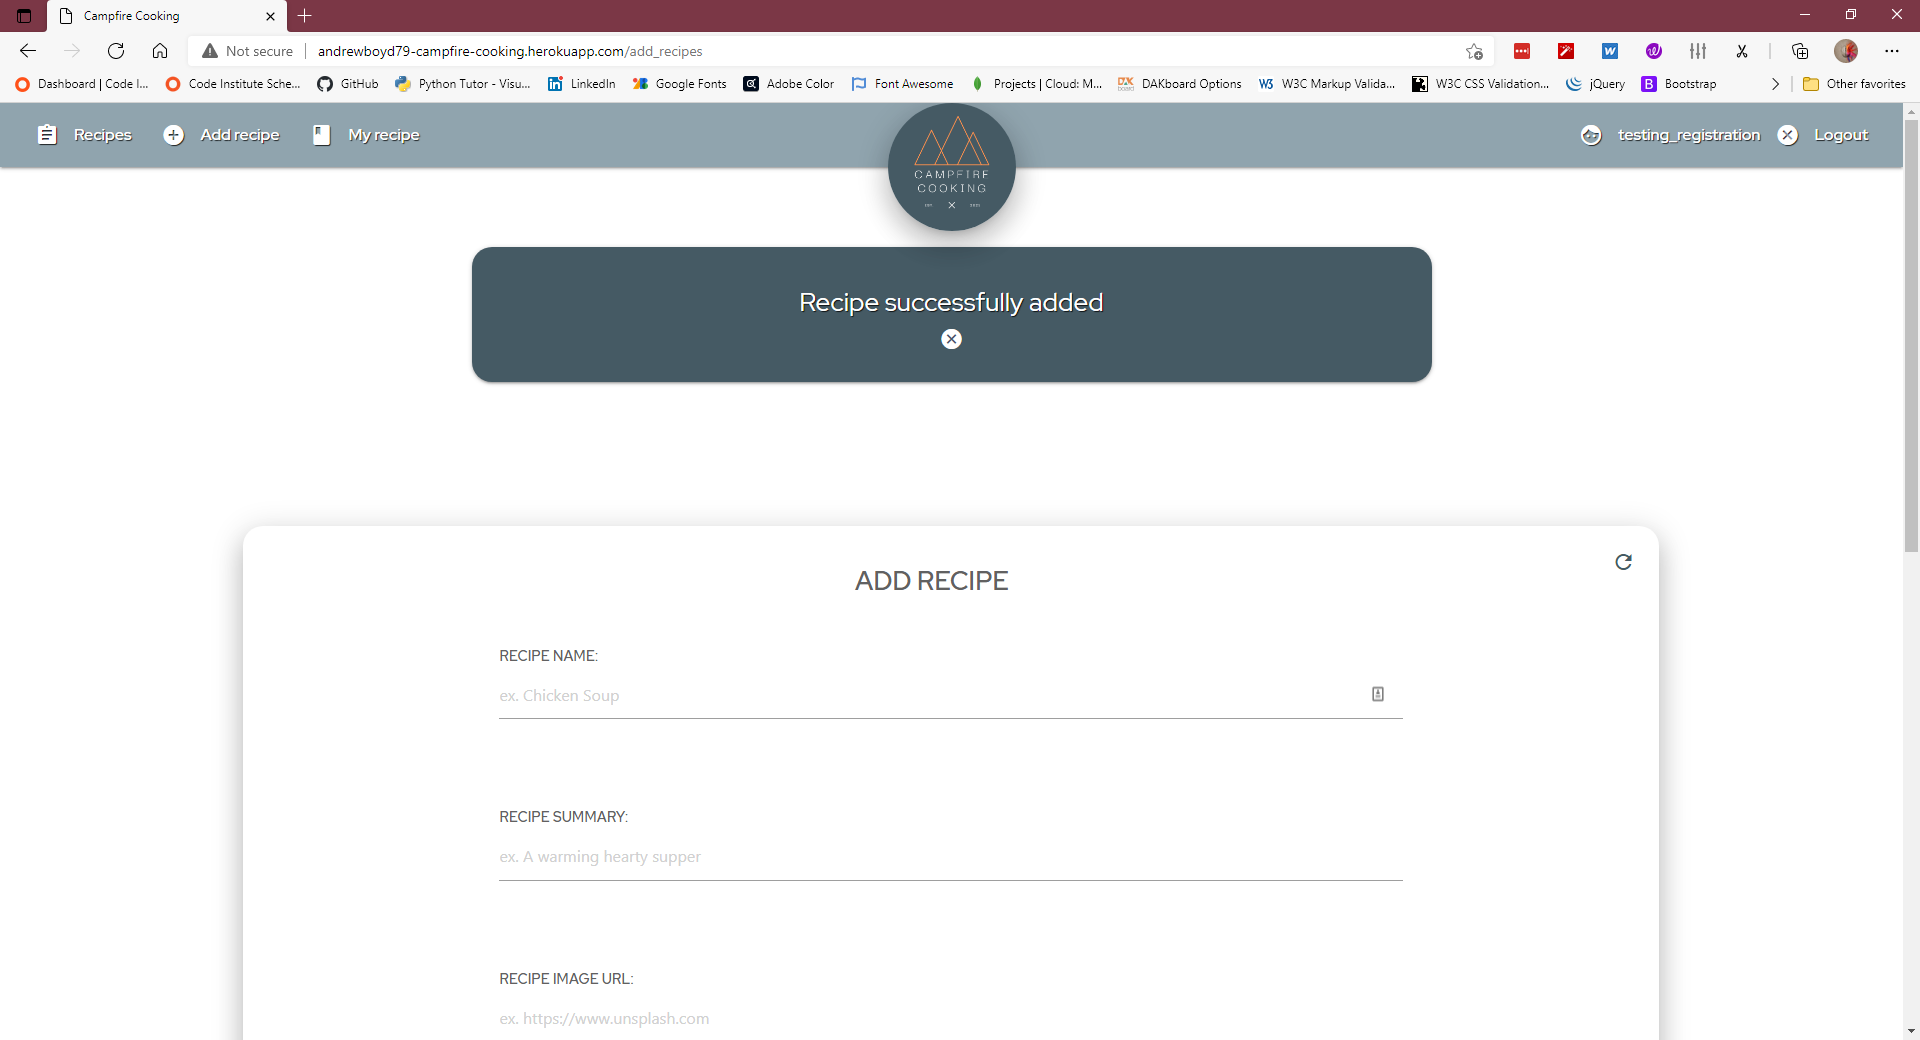 Campfire Cooking
Not secure
andrewboyd79-campfire-cooking.herokuapp.com/add_recipes
Dashboard | Code I...
Code Institute Sche...
GitHub
Python Tutor - Visu...
LinkedIn
Google Fonts
Adobe Color
Font Awesome
Projects | Cloud: M...
DAKboard Options
W3C Markup Valida...
W3C CSS Validation...
jQuery
Bootstrap
Other favorites
Recipes
Add recipe
My recipe
CAMPFIRE
COOKING
testing_registration
Logout
Recipe successfully added
ADD RECIPE
RECIPE NAME:
ex. Chicken Soup
RECIPE SUMMARY:
ex. A warming hearty supper
RECIPE IMAGE URL:
ex. https://www.unsplash.com